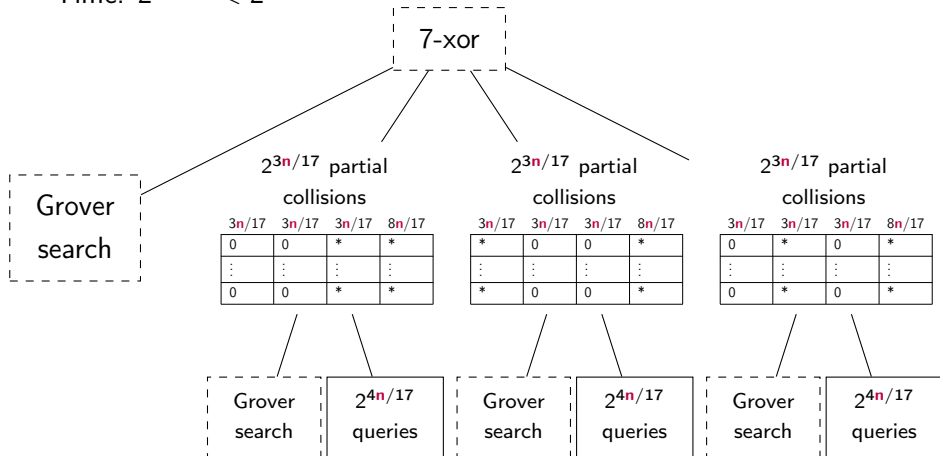 Time: 2 < 2
7-xor
Grover
search
2^{3n/17} partial
collisions
3n/17 3n/17 3n/17 8n/17
0 0 * *
⋮ ⋮ ⋮ ⋮
0 0 * *
2^{3n/17} partial
collisions
3n/17 3n/17 3n/17 8n/17
* 0 0 *
⋮ ⋮ ⋮ ⋮
* 0 0 *
2^{3n/17} partial
collisions
3n/17 3n/17 3n/17 8n/17
0 * 0 *
⋮ ⋮ ⋮ ⋮
0 * 0 *
Grover
search
2^{4n/17}
queries
Grover
search
2^{4n/17}
queries
Grover
search
2^{4n/17}
queries